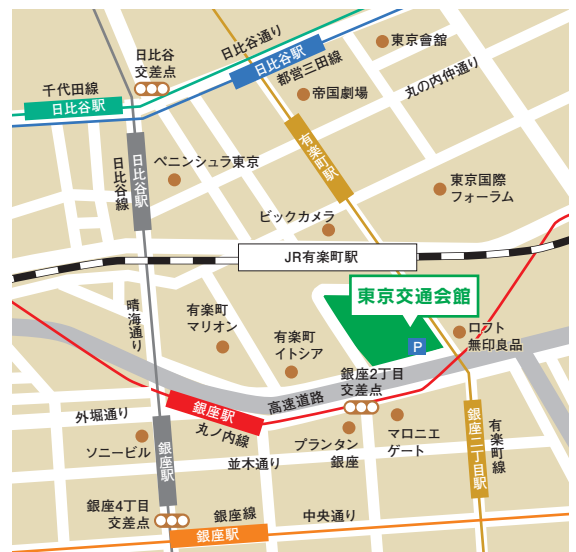 日比谷
交差点
日比谷通り
東京會舘
日比谷駅
都営三田線
千代田線
日比谷駅
帝国劇場
丸の内仲通り
日比谷線
日比谷駅
ペニンシュラ東京
有楽町駅
東京国際
フォーラム
ビックカメラ
JR有楽町駅
東京交通会館
晴海通り
有楽町
マリオン
有楽町
イトシア
P
ロフト
無印良品
銀座2丁目
交差点
高速道路
銀座駅
丸ノ内線
外堀通り
ソニービル
銀座駅
並木通り
プランタン
銀座
マロニエ
ゲート
銀座二丁目駅
有楽町線
銀座4丁目
交差点
銀座線
銀座駅
中央通り